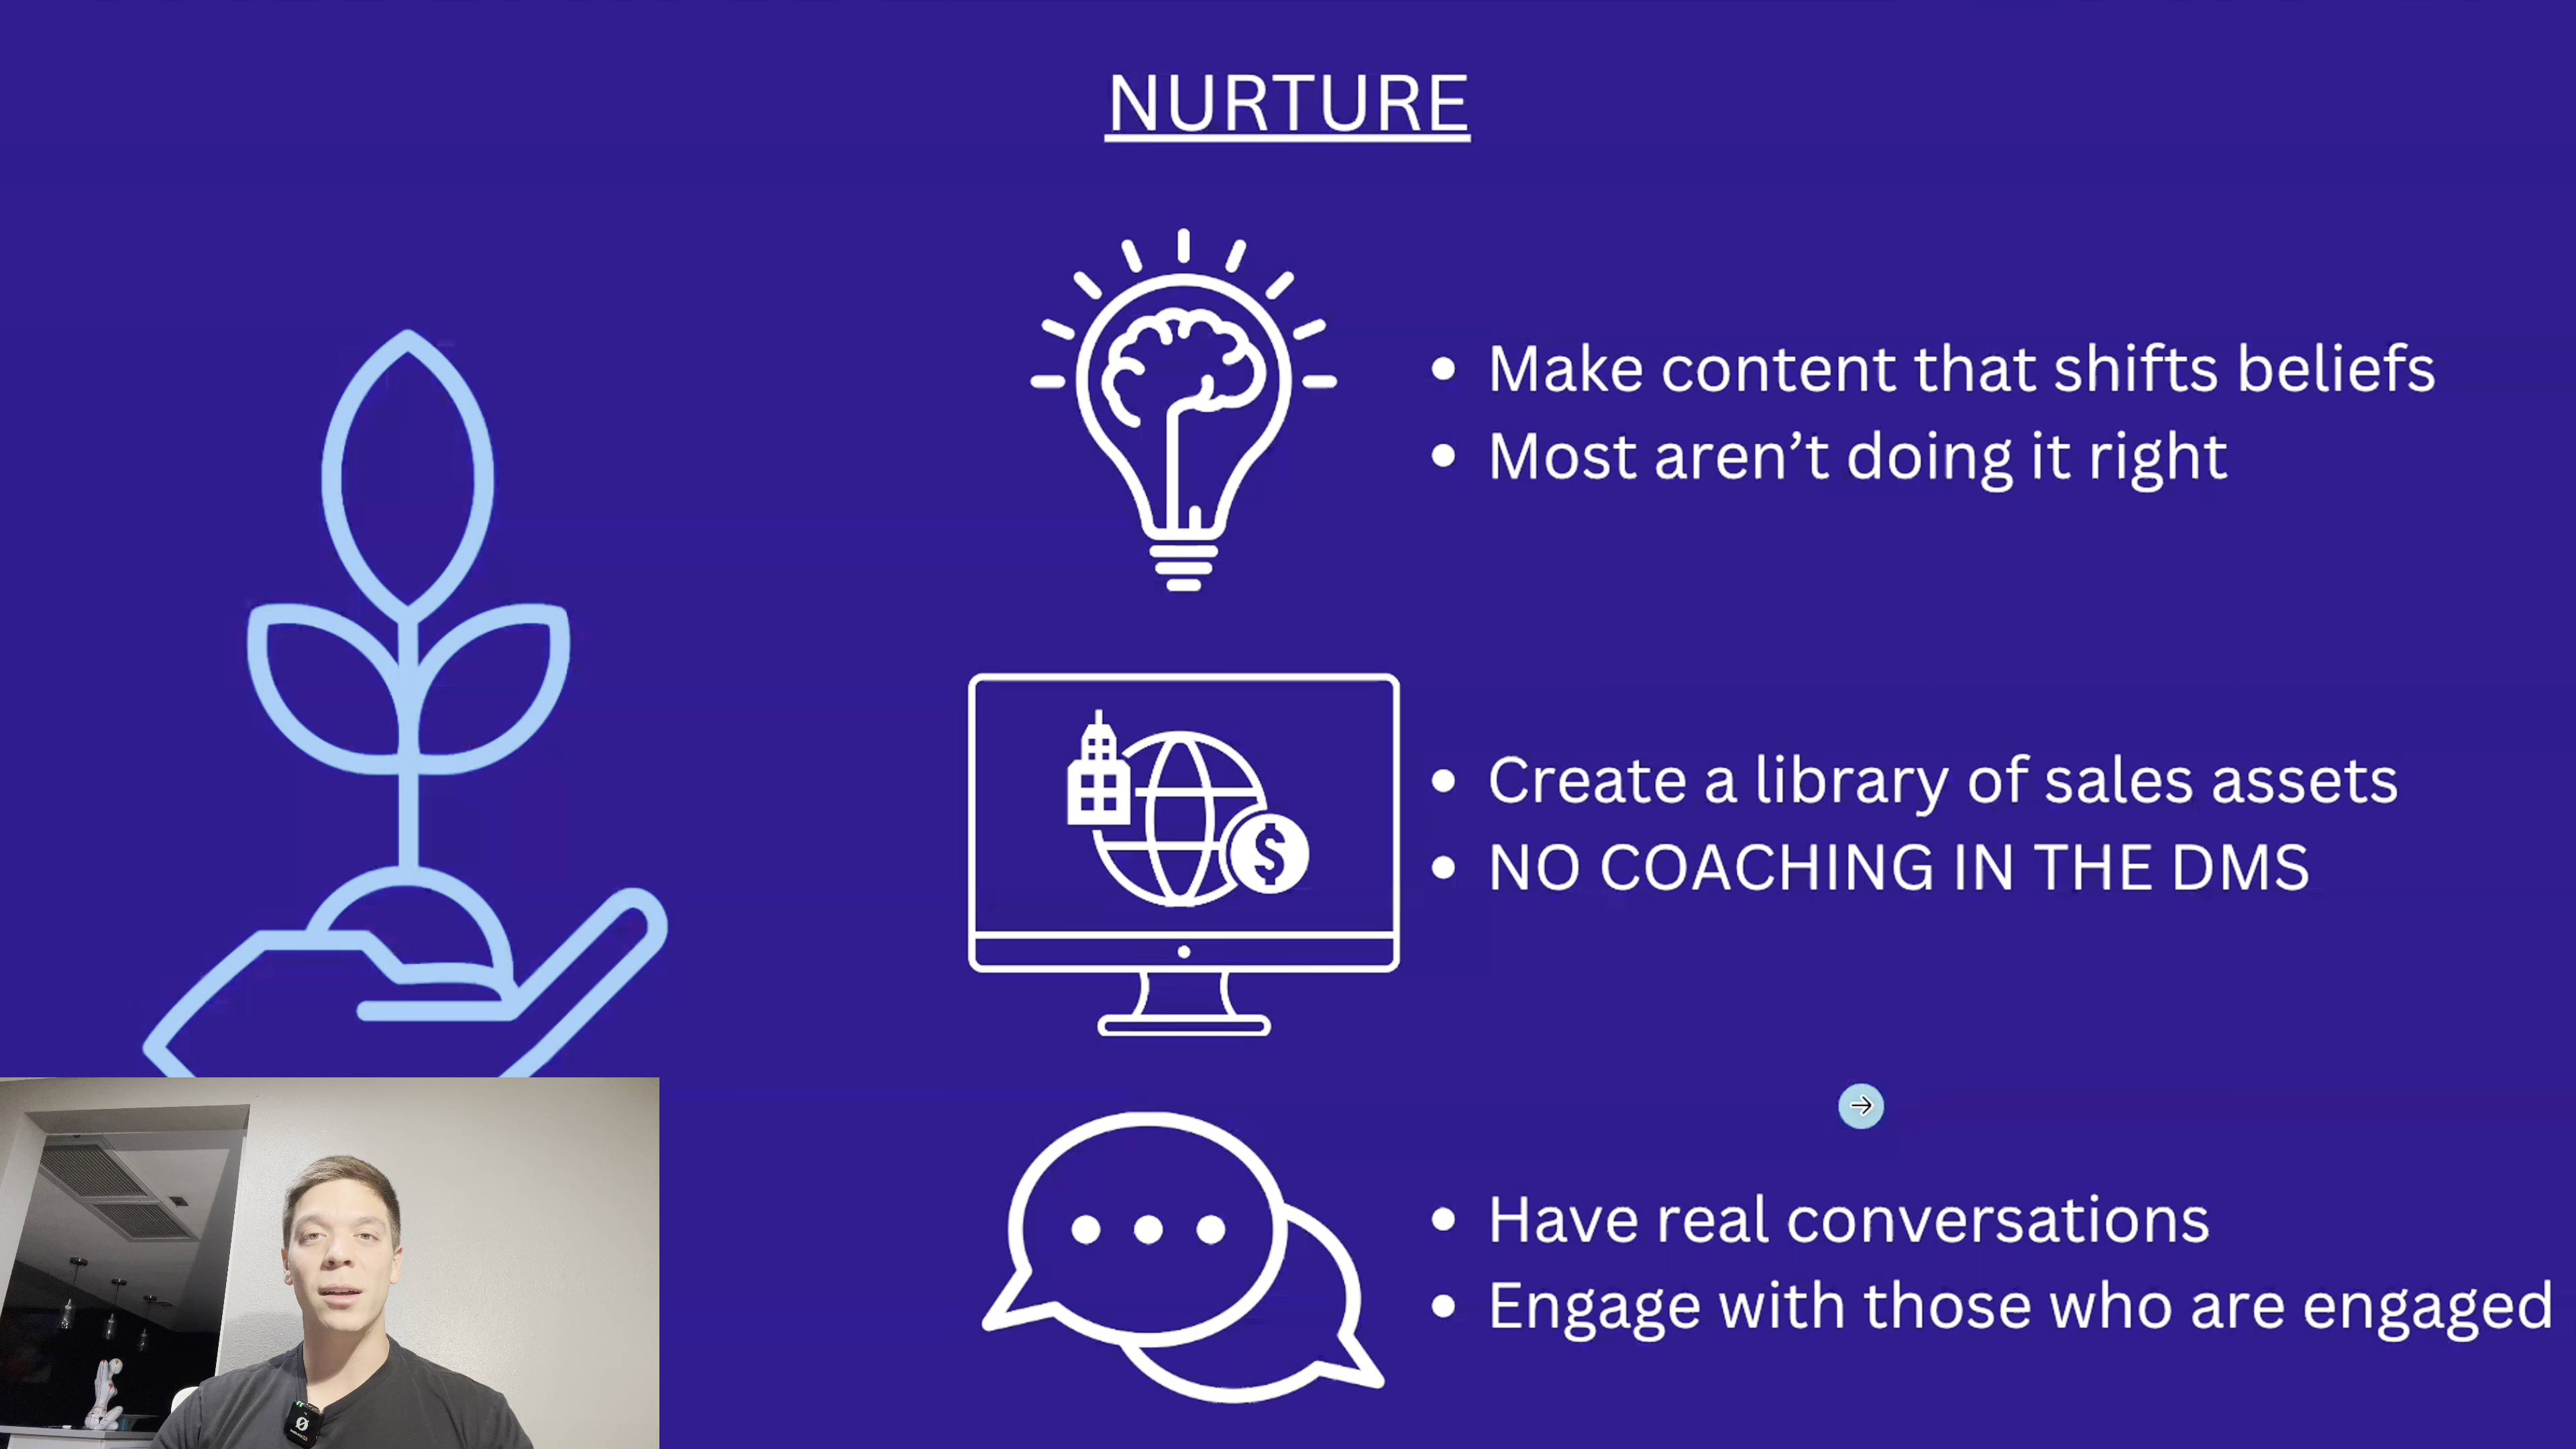 NURTURE
• Make content that shifts beliefs
• Most aren’t doing it right
$
• Create a library of sales assets
• NO COACHING IN THE DMS
• Have real conversations
• Engage with those who are engaged